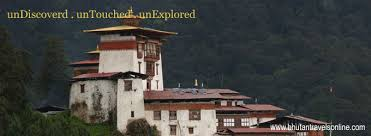 unDiscoverd . unTouched . unExplored
www.bhutantravelsonline.com